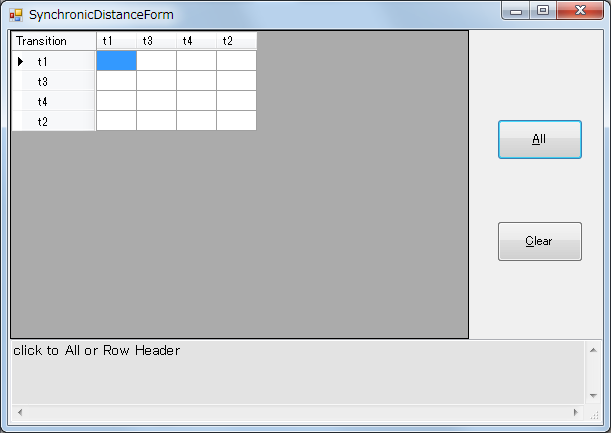 SynchronicDistanceForm
Transition t1 t3 t4 t2
t1
t3
t4
t2
All
Clear
click to All or Row Header